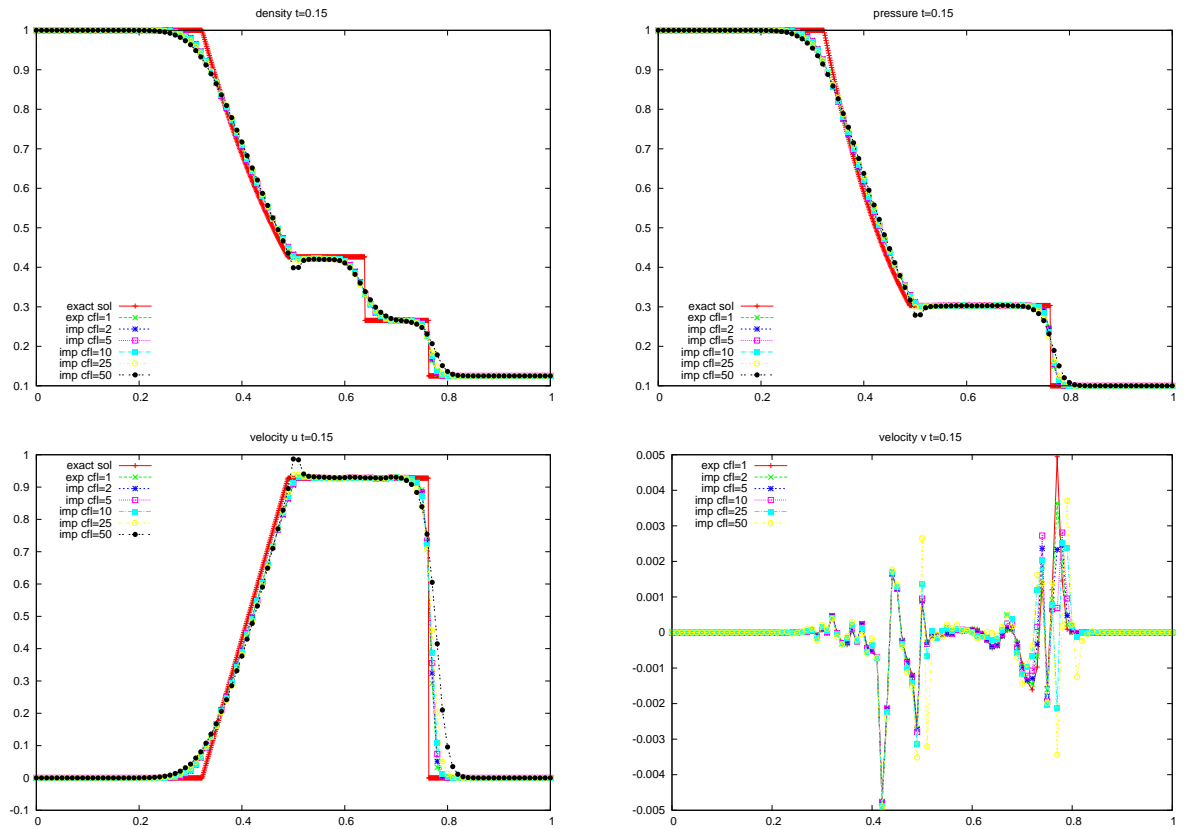 density t=0.15
1
0.9
0.8
0.7
0.6
0.5
0.4
0.3
0.2
0.1
0
0.2
0.4
0.6
0.8
1
exact sol
exp cfl=1
imp cfl=2
imp cfl=5
imp cfl=10
imp cfl=25
imp cfl=50
pressure t=0.15
1
0.9
0.8
0.7
0.6
0.5
0.4
0.3
0.2
0.1
0
0.2
0.4
0.6
0.8
1
exact sol
exp cfl=1
imp cfl=2
imp cfl=5
imp cfl=10
imp cfl=25
imp cfl=50
velocity u t=0.15
1
0.9
0.8
0.7
0.6
0.5
0.4
0.3
0.2
0.1
0
-0.1
0
0.2
0.4
0.6
0.8
1
exact sol
exp cfl=1
imp cfl=2
imp cfl=5
imp cfl=10
imp cfl=25
imp cfl=50
velocity v t=0.15
0.005
0.004
0.003
0.002
0.001
0
-0.001
-0.002
-0.003
-0.004
-0.005
0
0.2
0.4
0.6
0.8
1
exp cfl=1
imp cfl=2
imp cfl=5
imp cfl=10
imp cfl=25
imp cfl=50